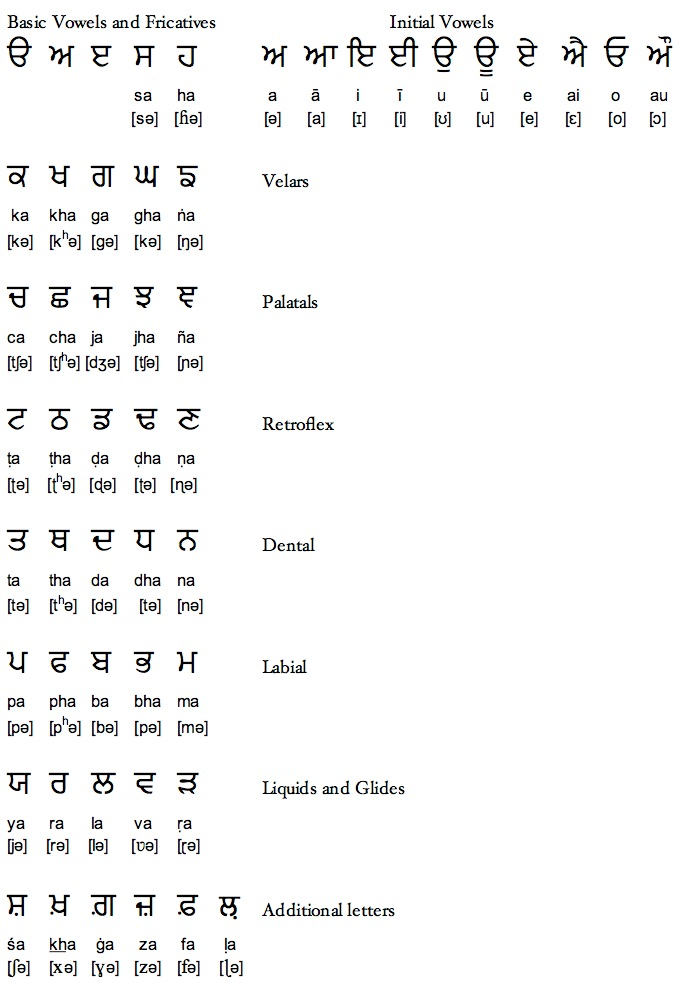 Basic Vowels and Fricatives Initial Vowels
ੳ ਅ ੲ ਸ ਹ ਅ ਆ ਇ ਈ ਉ ਊ ਏ ਐ ਓ ਔ
sa ha a ā i ī u ū e ai o au
[sə] [ɦə] [ə] [a] [ɪ] [i] [ʊ] [u] [e] [ɛ] [o] [ɔ]
ਕ ਖ ਗ ਘ ਙ Velars
ka kha ga gha ṅa
[kə] [kʰə] [gə] [kə] [ŋə]
ਚ ਛ ਜ ਝ ਞ Palatals
ca cha ja jha ña
[ʧə] [ʧʰə] [dʒə] [ʧə] [ɲə]
ਟ ਠ ਡ ਢ ਣ Retroflex
ṭa ṭha ḍa ḍha ṇa
[ʈə] [ʈʰə] [ɖə] [ʈə] [ɳə]
ਤ ਥ ਦ ਧ ਨ Dental
ta tha da dha na
[tə] [tʰə] [də] [tə] [nə]
ਪ ਫ ਬ ਭ ਮ Labial
pa pha ba bha ma
[pə] [pʰə] [bə] [pə] [mə]
ਯ ਰ ਲ ਵ ੜ Liquids and Glides
ya ra la va ṛa
[jə] [rə] [lə] [ʋə] [ɽə]
ਸ਼ ਖ਼ ਗ਼ ਜ਼ ਫ਼ ਲ਼ Additional letters
śa k͟ha ġa za fa ḷa
[ʃə] [xə] [ɣə] [zə] [fə] [ɭə]